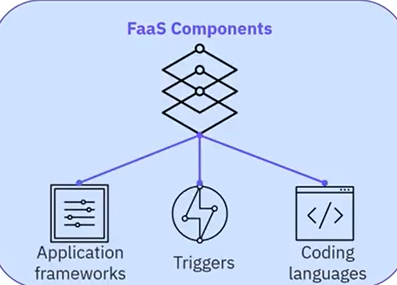 FaaS Components
Application
frameworks
Triggers
Coding
languages